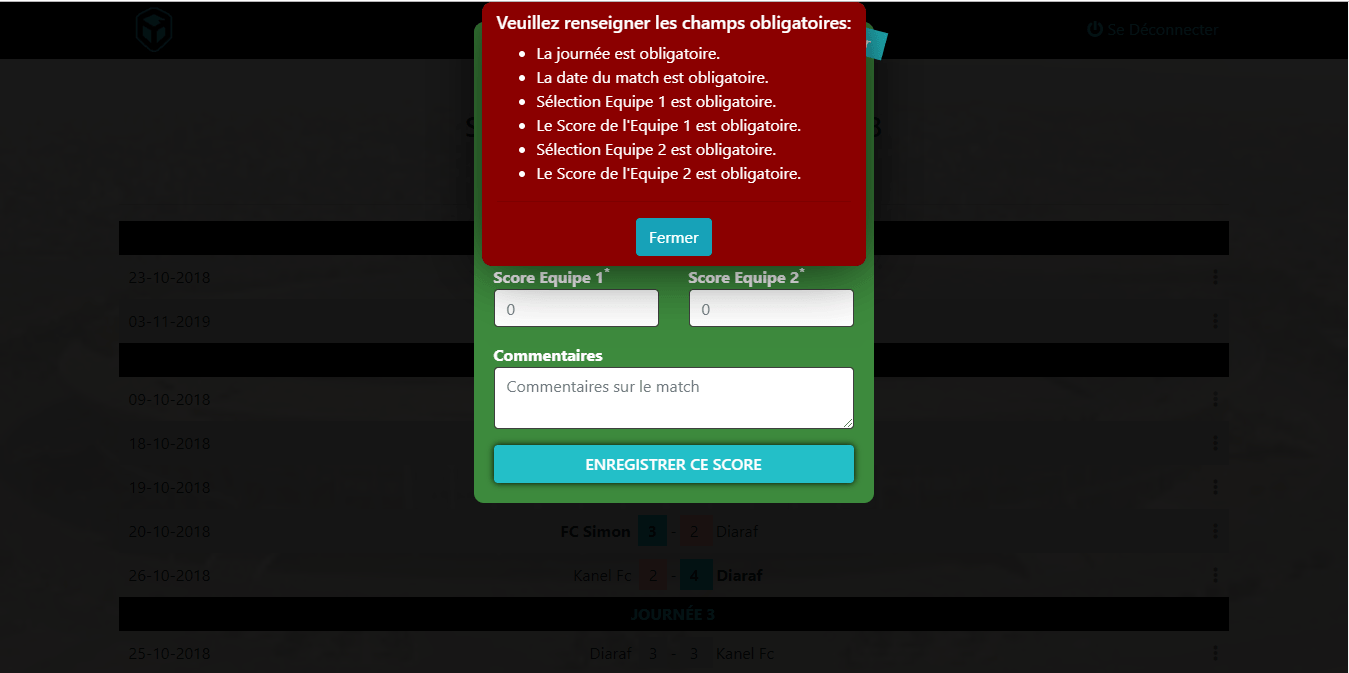 Veuillez renseigner les champs obligatoires:
Se Déconnecter
La journée est obligatoire.
La date du match est obligatoire.
Sélection Equipe 1 est obligatoire.
Le Score de l'Equipe 1 est obligatoire.
Sélection Equipe 2 est obligatoire.
Le Score de l'Equipe 2 est obligatoire.
Fermer
23-10-2018
Score Equipe 1* Score Equipe 2*
0 0
03-11-2019
Commentaires
Commentaires sur le match
09-10-2018
18-10-2018
ENREGISTRER CE SCORE
19-10-2018
20-10-2018 FC Simon 3 - 2 Diaraf
26-10-2018 Kanel Fc 2 - 4 Diaraf
JOURNÉE 3
25-10-2018 Diaraf 3 - 3 Kanel Fc